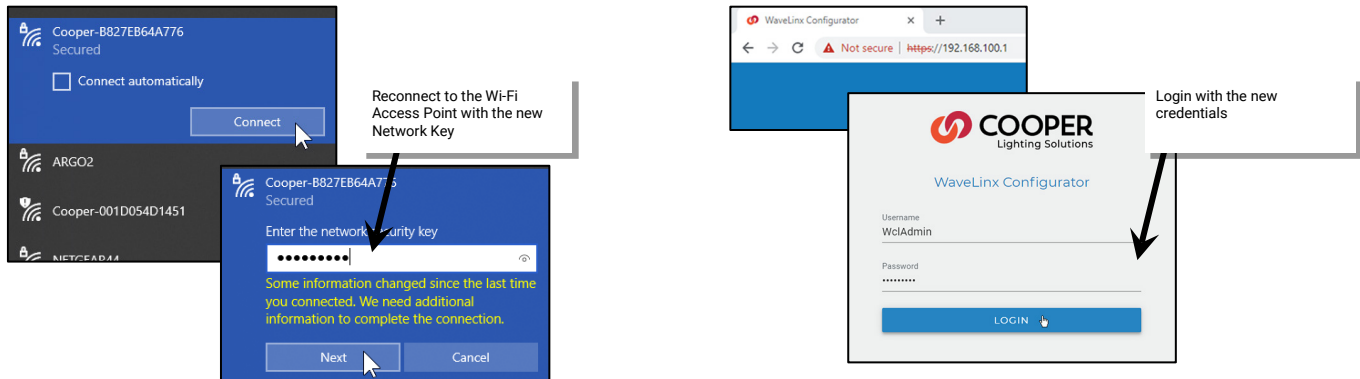 Cooper-B827EB64A776
Secured
Connect automatically
Connect
ARGO2
Cooper-001D054D1451
NETGEAR44
Reconnect to the Wi-Fi
Access Point with the new
Network Key
Cooper-B827EB64A776
Secured
Enter the network security key
•••••••••
Some information changed since the last time
you connected. We need additional
information to complete the connection.
Next
Cancel
WaveLinx Configurator
Not secure
https://192.168.100.1
COOPER
Lighting Solutions
WaveLinx Configurator
Username
WclAdmin
Password
•••••••••
LOGIN
Login with the new
credentials